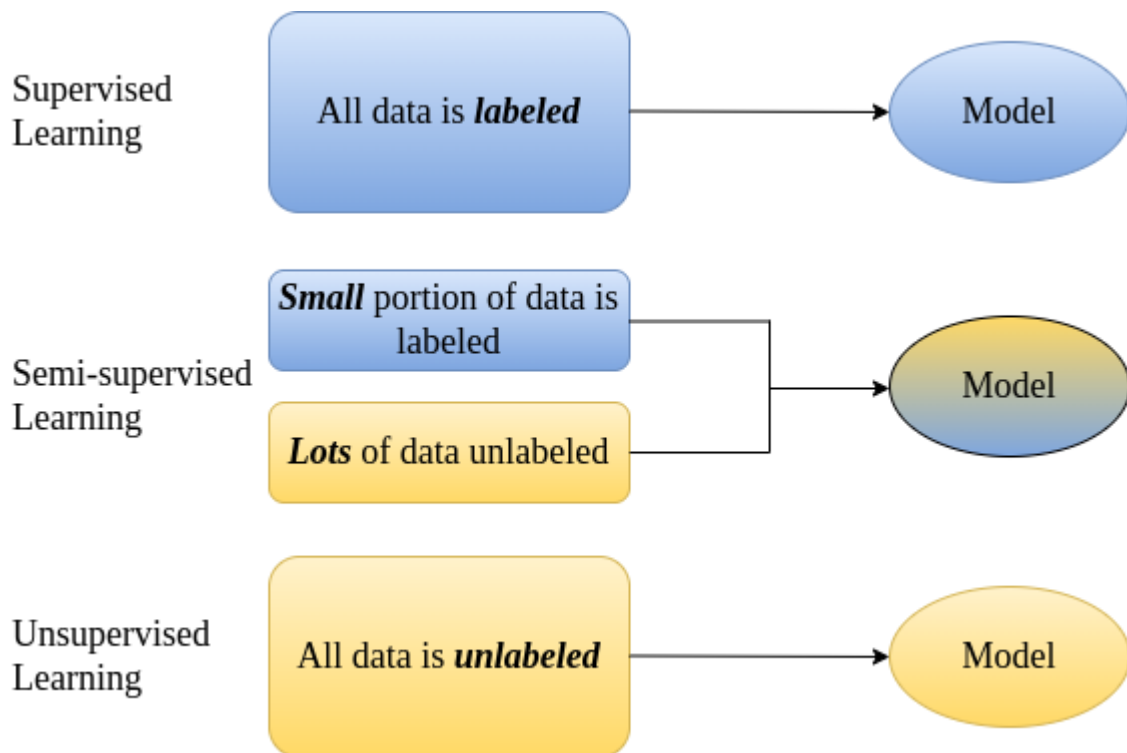 Supervised
Learning
All data is labeled
Model
Semi-supervised
Learning
Small portion of data is
labeled
Lots of data unlabeled
Model
Unsupervised
Learning
All data is unlabeled
Model